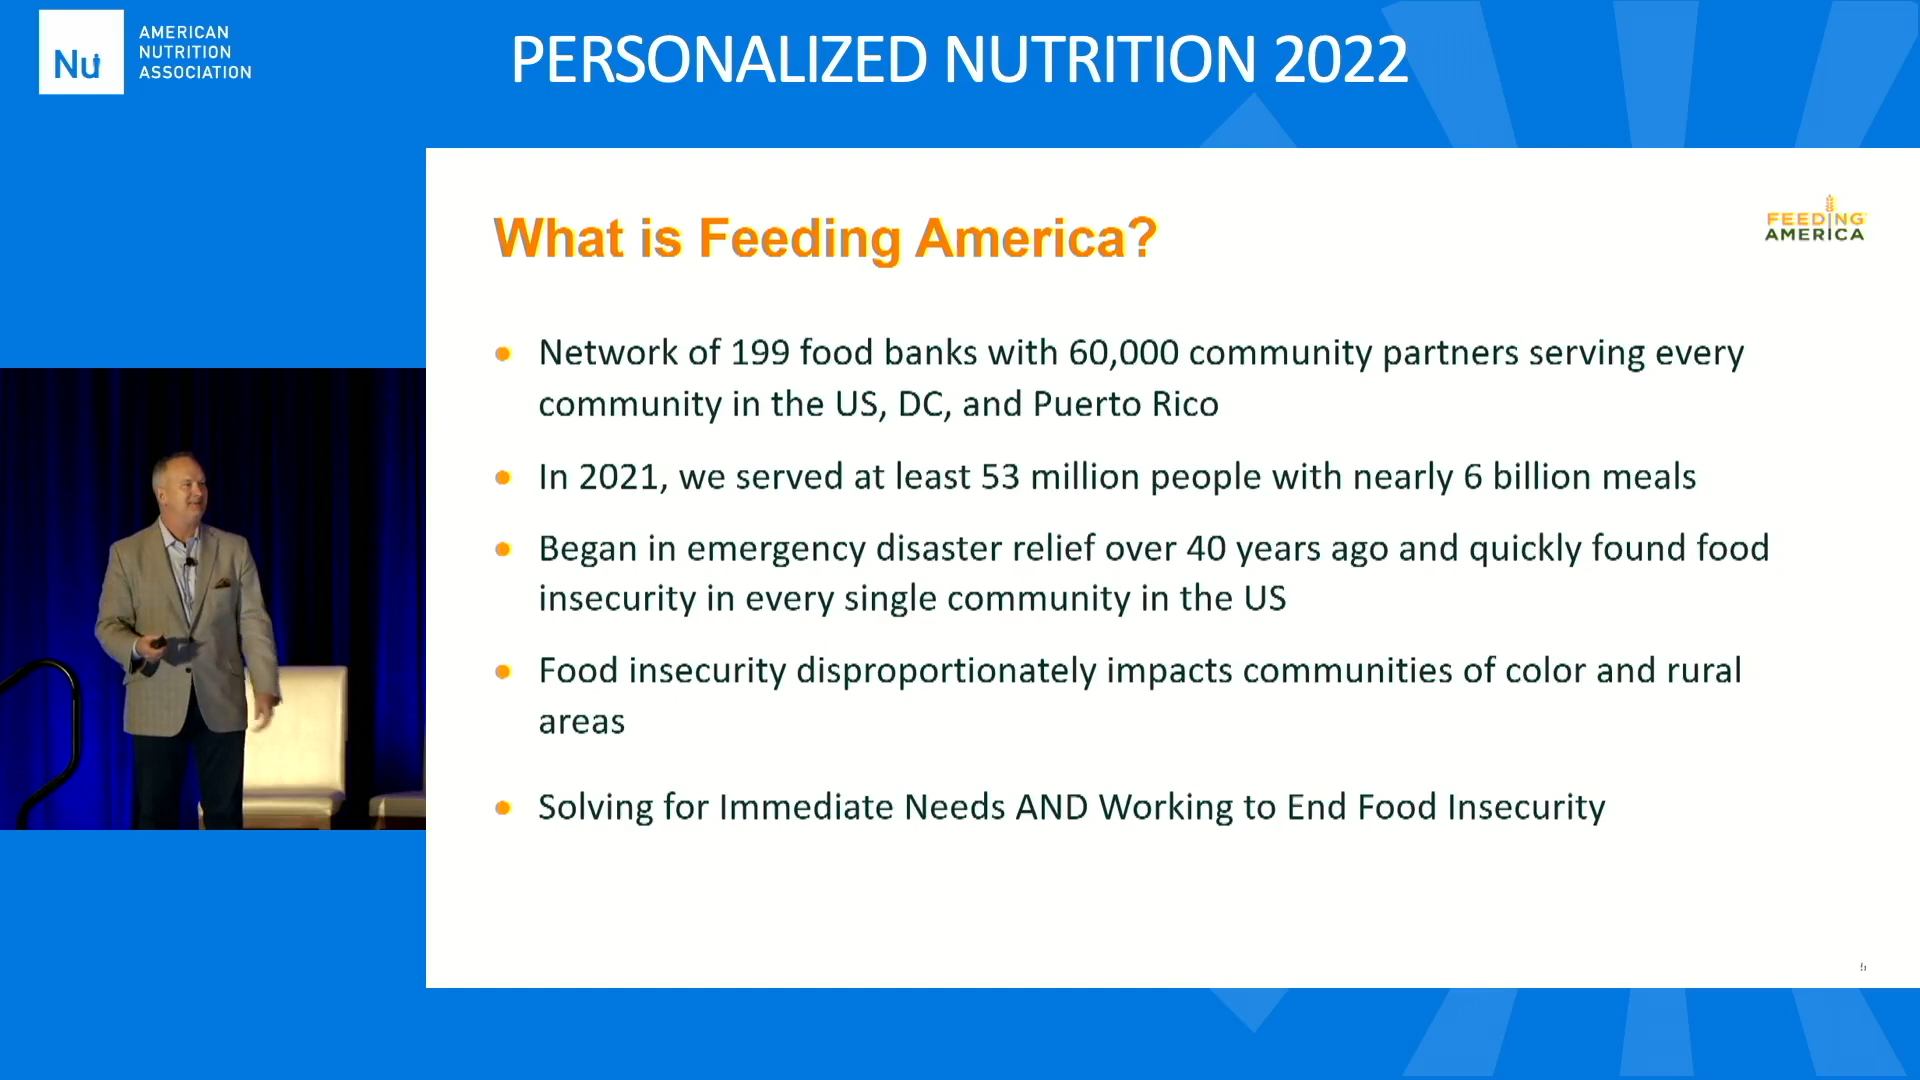 Nu
AMERICAN
NUTRITION
ASSOCIATION
PERSONALIZED NUTRITION 2022
What is Feeding America?
FEEDING
AMERICA
• Network of 199 food banks with 60,000 community partners serving every
community in the US, DC, and Puerto Rico
• In 2021, we served at least 53 million people with nearly 6 billion meals
• Began in emergency disaster relief over 40 years ago and quickly found food
insecurity in every single community in the US
• Food insecurity disproportionately impacts communities of color and rural
areas
• Solving for Immediate Needs AND Working to End Food Insecurity